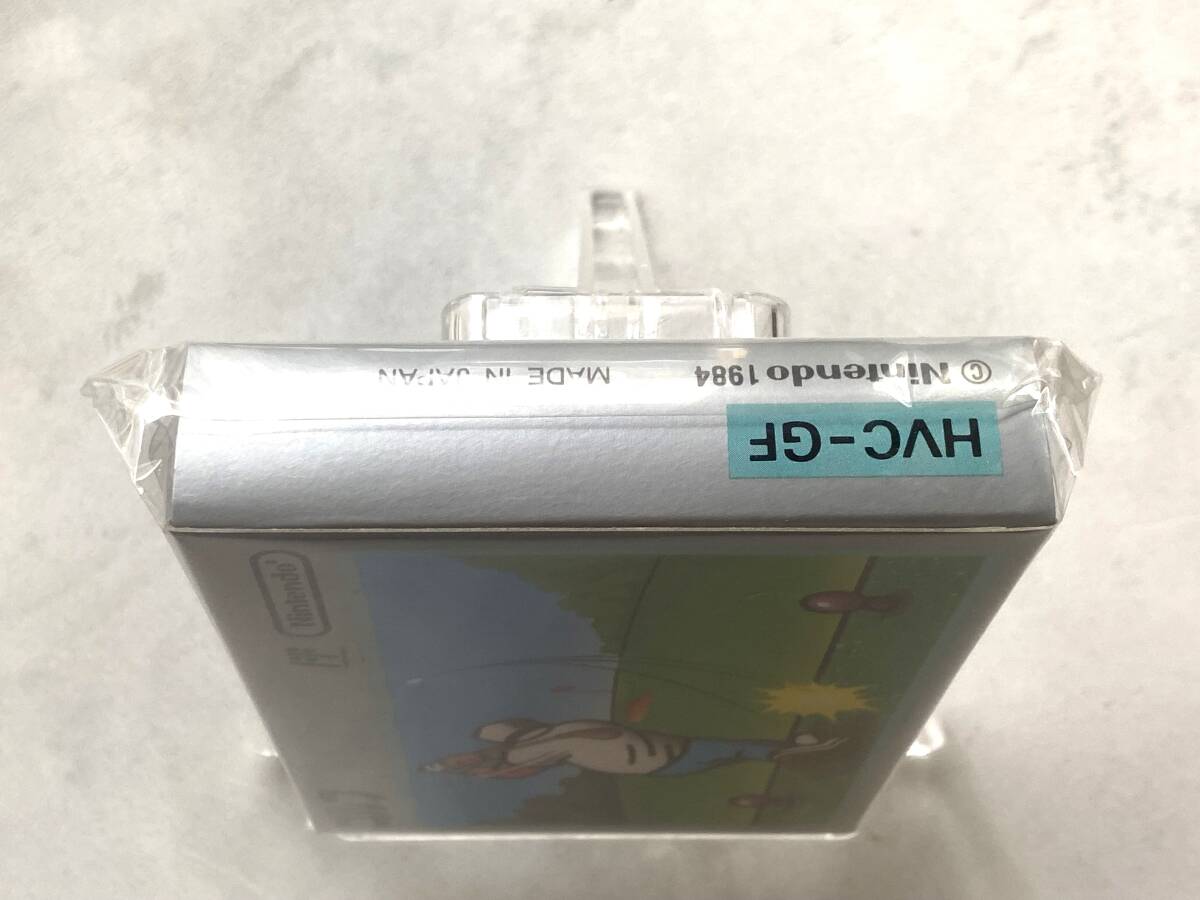 HVC-GF
© Nintendo 1984 MADE IN JAPAN
Nintendo®